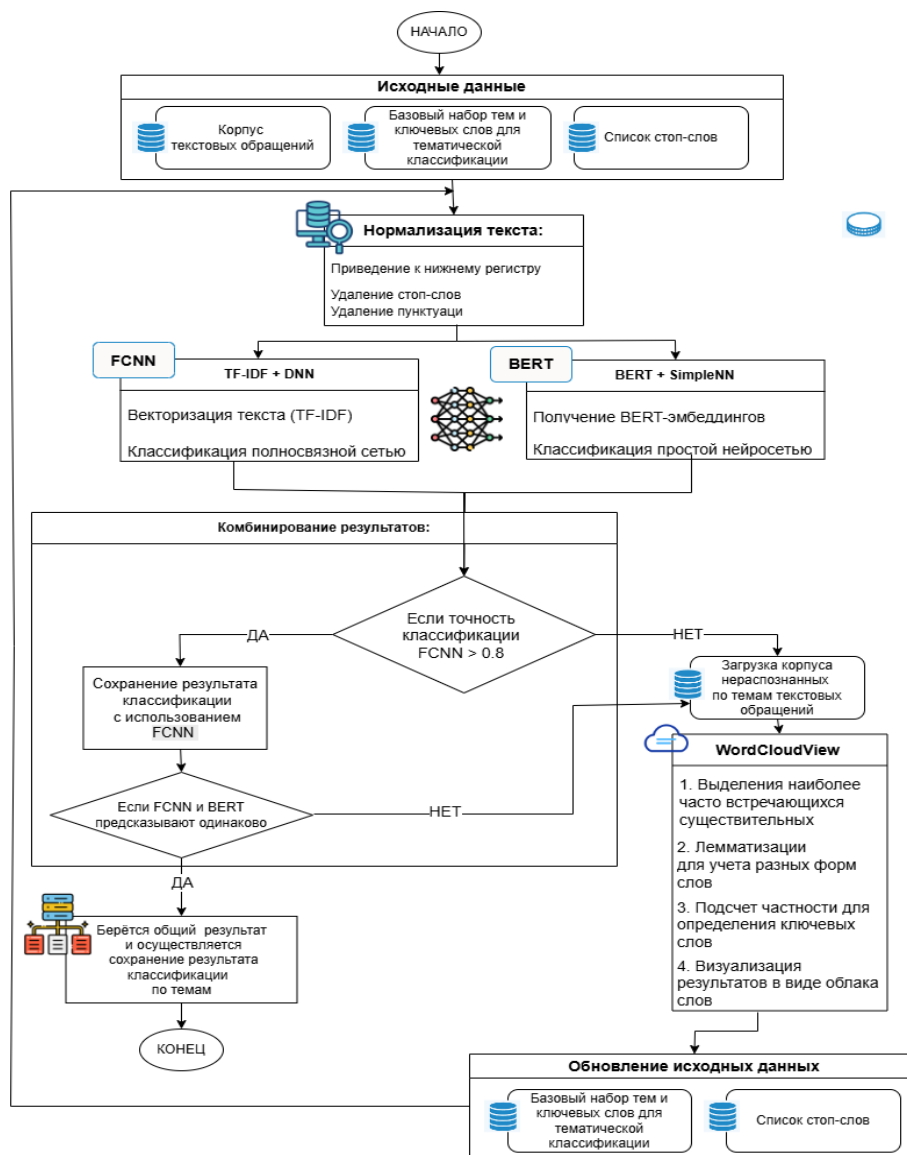 НАЧАЛО
Исходные данные
Корпус
текстовых обращений
Базовый набор тем и
ключевых слов для
тематической
классификации
Список стоп-слов
Нормализация текста:
Приведение к нижнему регистру
Удаление стоп-слов
Удаление пунктуаци
FCNN
TF-IDF + DNN
Векторизация текста (TF-IDF)
Классификация полносвязной сетью
BERT
BERT + SimpleNN
Получение BERT-эмбеддингов
Классификация простой нейросетью
Комбинирование результатов:
Если точность
классификации
FCNN > 0.8
ДА
НЕТ
Сохранение результата
классификации
с использованием
FCNN
Загрузка корпуса
нераспознанных
по темам текстовых
обращений
Если FCNN и BERT
предсказывают одинаково
НЕТ
ДА
WordCloudView
1. Выделения наиболее
часто встречающихся
существительных
2. Лемматизации
для учета разных форм
слов
3. Подсчет частности для
определения ключевых
слов
4. Визуализация
результатов в виде облака
слов
Берётся общий результат
и осуществляется
сохранение результата
классификации
по темам
КОНЕЦ
Обновление исходных данных
Базовый набор тем и
ключевых слов для
тематической
классификации
Список стоп-слов